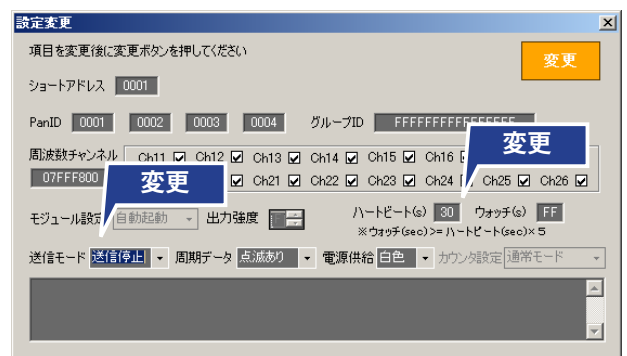 設定変更
項目を変更後に変更ボタンを押してください
変更
ショートアドレス 0001
PanID 0001 0002 0003 0004 グループID FFFFFFFFFFFFFFFF
変更
周波数チャンネル Ch11 Ch12 Ch13 Ch14 Ch15 Ch16
07FFF800 変更 Ch21 Ch22 Ch23 Ch24 Ch25 Ch26
モジュール設定 自動起動 出力強度 ハートビート(s) 30 ウォッチ(s) FF
※ウォッチ(sec)>=ハートビート(sec)×5
送信モード 送信停止 周期データ 点滅あり 電源供給 白色 カウンタ設定 通常モード